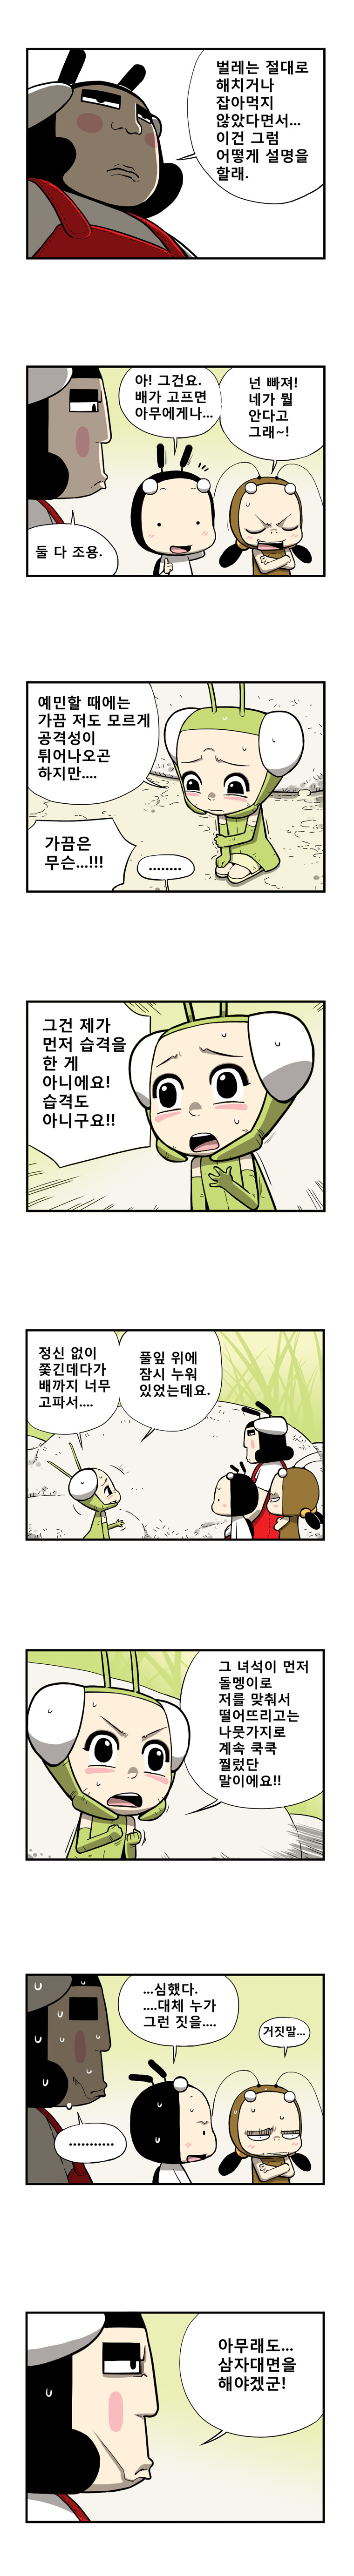 벌레는 절대로
해치거나
잡아먹지
않았다면서...
이건 그럼
어떻게 설명을
할래.
아! 그건요.
배가 고프면
아무에게나...
넌 빠져!
네가 뭘
안다고
그래~!
둘 다 조용.
예민할 때에는
가끔 저도 모르게
공격성이
튀어나오곤
하지만....
가끔은
무슨...!!!
........
그건 제가
먼저 습격을
한 게
아니에요!
습격도
아니구요!!
정신 없이
쫓긴데다가
배까지 너무
고파서....
풀잎 위에
잠시 누워
있었는데요.
그 녀석이 먼저
돌멩이로
저를 맞춰서
떨어뜨리고는
나뭇가지로
계속 쿡쿡
찔렀단
말이에요!!
...심했다.
....대체 누가
그런 짓을....
거짓말...
...........
아무래도...
삼자대면을
해야겠군!